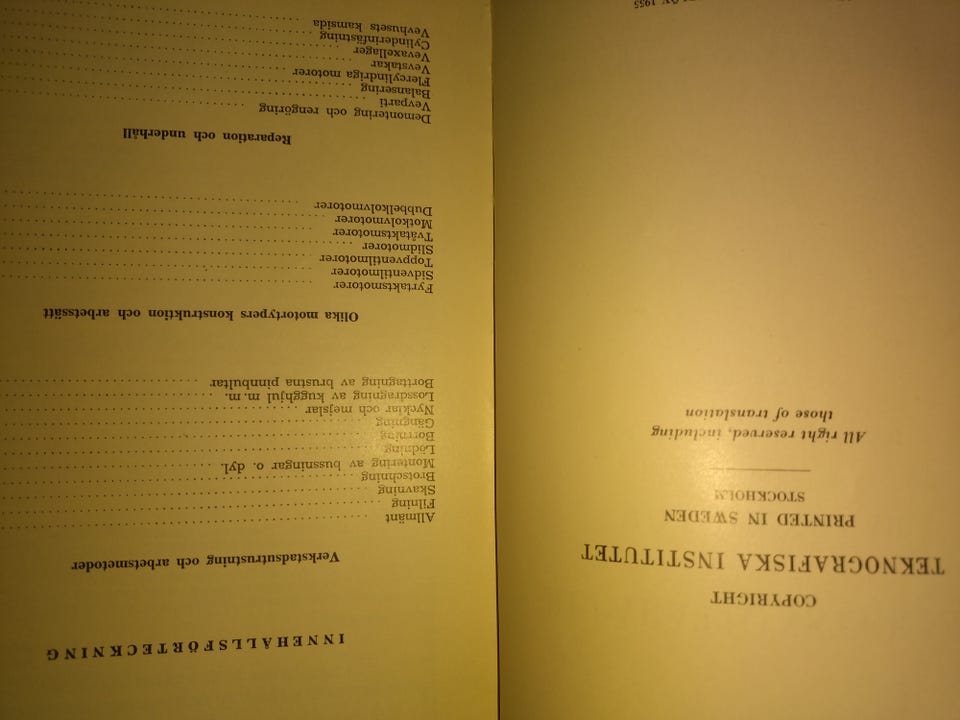 COPYRIGHT
TEKNOGRAFISKA INSTITUTET
PRINTED IN SWEDEN
STOCKHOLM
All right reserved, including
those of translation
1955
INNEHÅLLSFÖRTECKNING
Verkstadsutrustning och arbetsmetoder
Allmänt
Filning
Skavning
Brotschning
Montering av bussningar o. dyl.
Lödning
Borrning
Gängning
Nycklar och mejslar
Lossdragning av kugghjul m. m.
Borttagning av brustna pinnbultar
Olika motortypers konstruktion och arbetssätt
Fyrtaktsmotorer
Sidventilmotorer
Toppventilmotorer
Slidmotorer
Tvåtaktsmotorer
Motkolvmotorer
Dubbelkolvmotorer
Reparation och underhåll
Demontering och rengöring
Vevparti
Balansering
Flercylindriga motorer
Vevstakar
Vevaxellager
Cylinderinfästning
Vevhusets kamsida